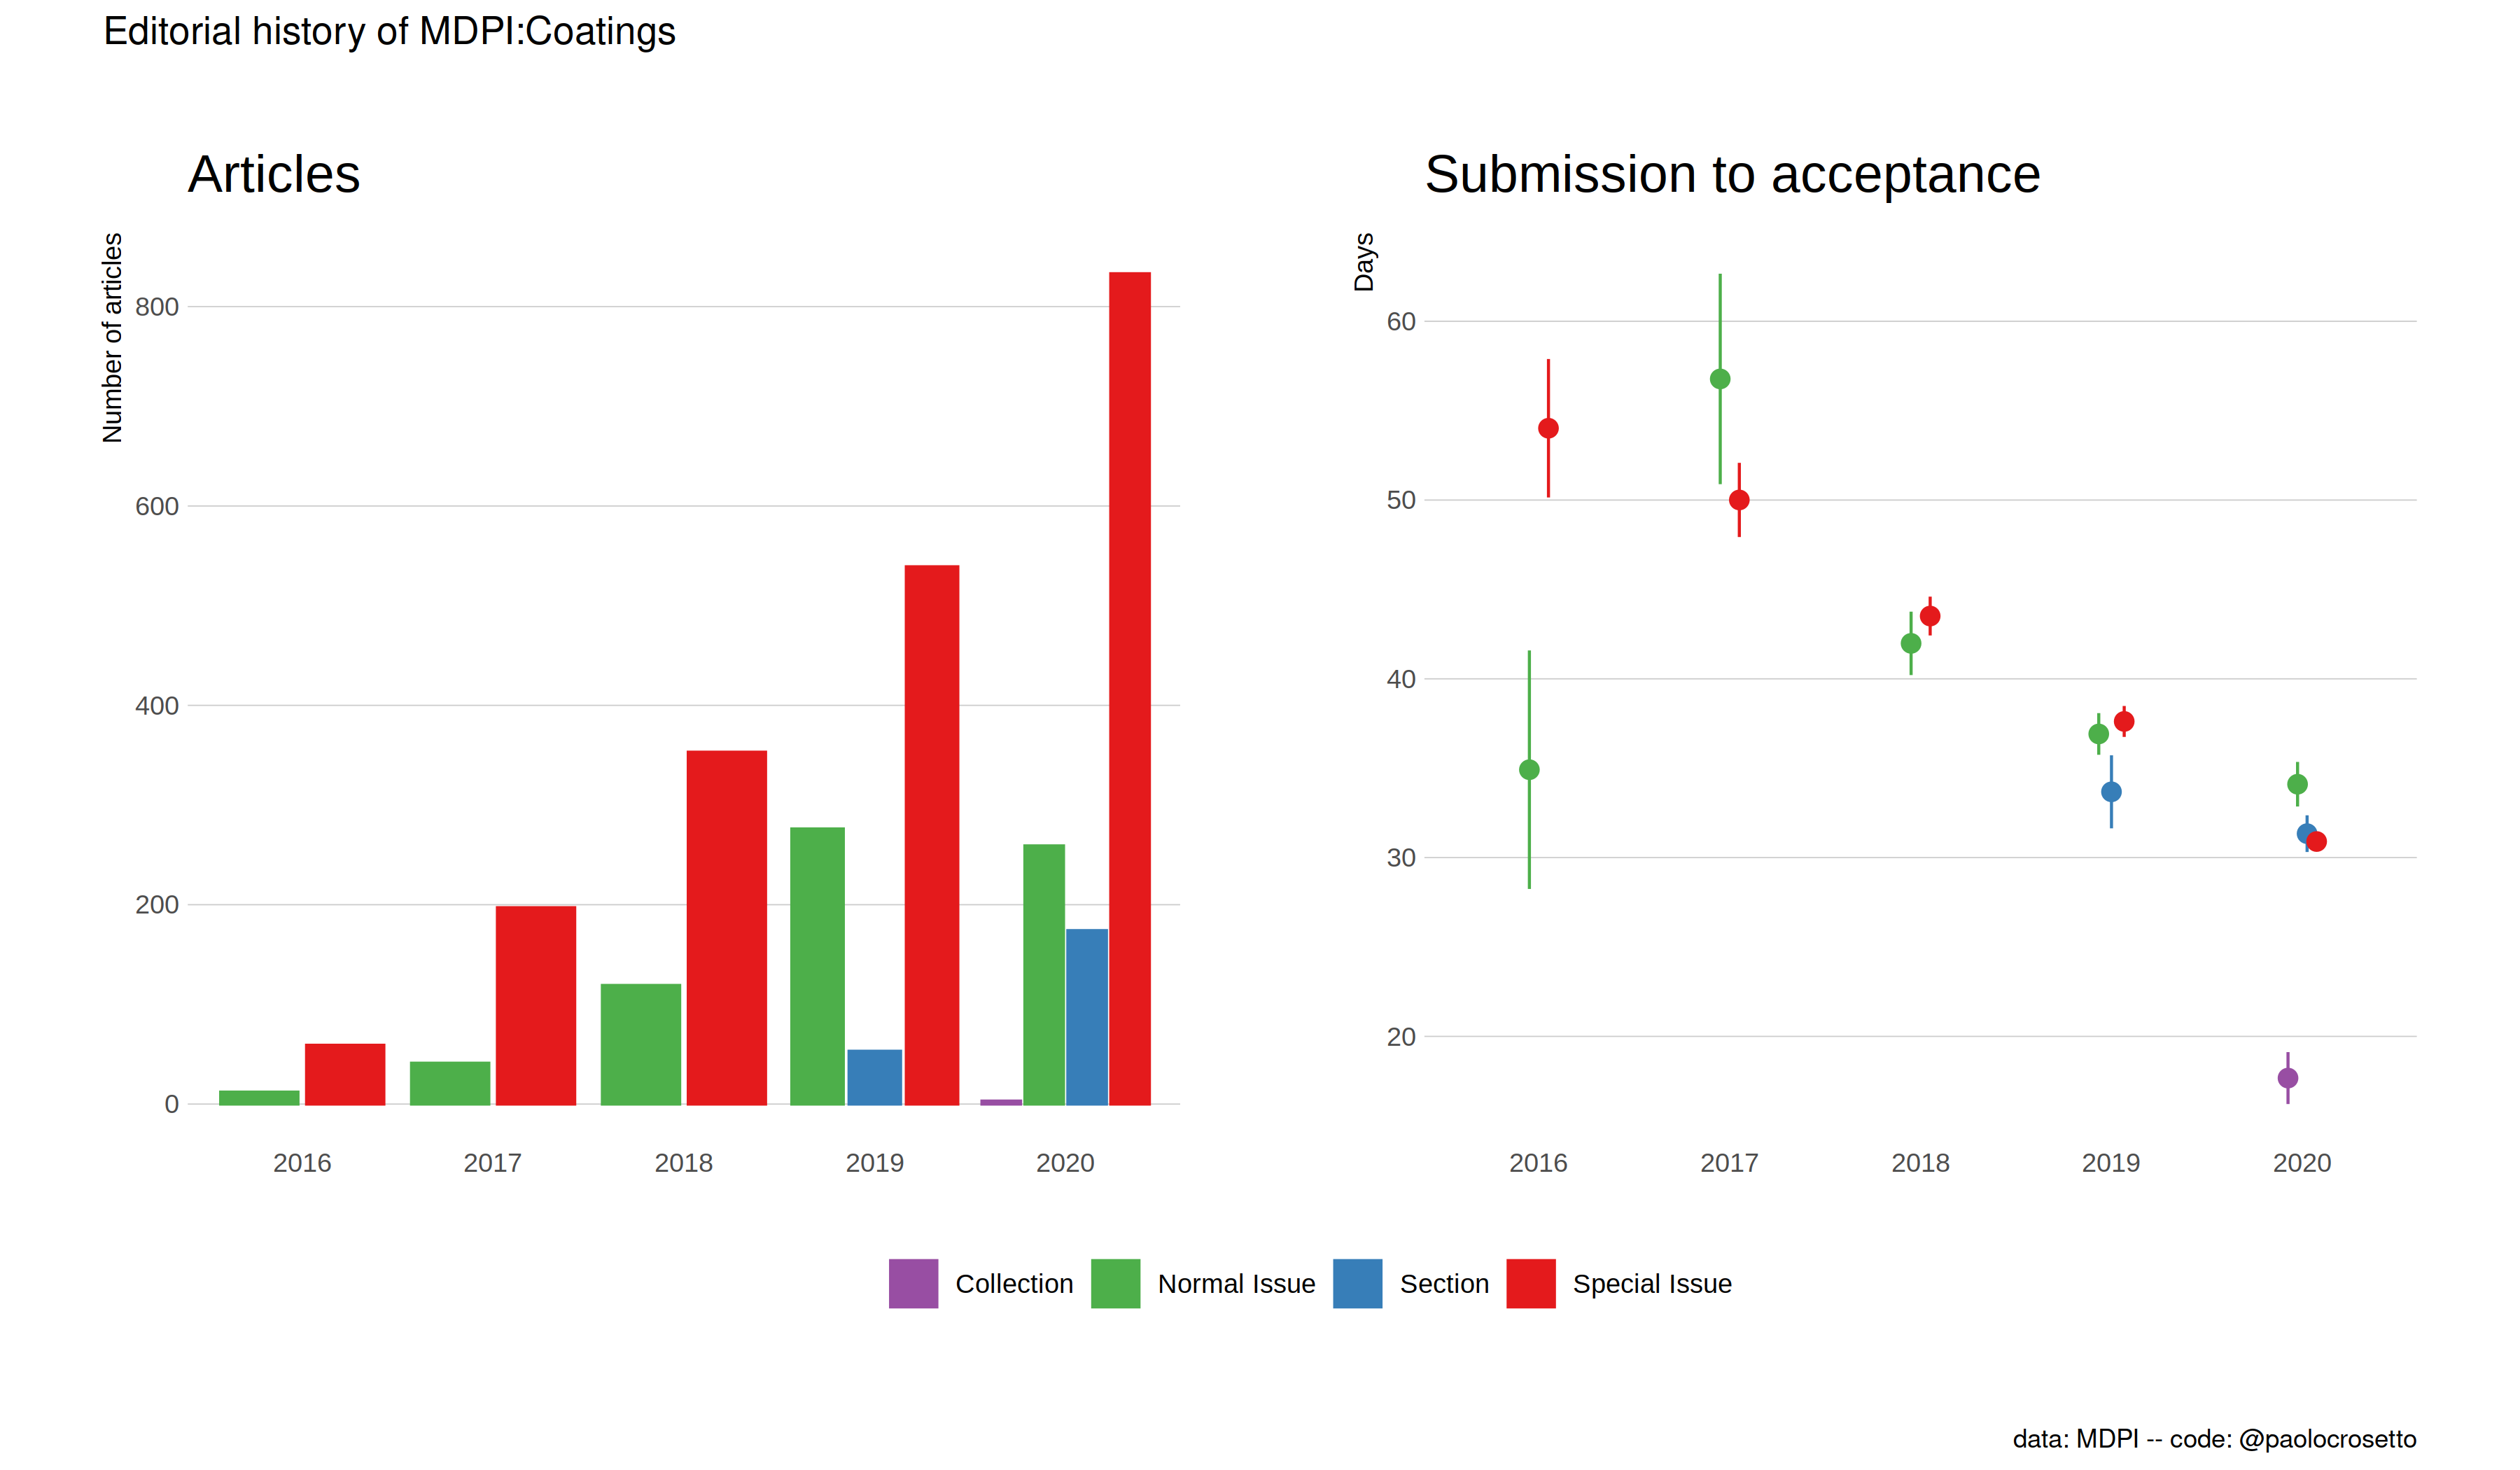 Editorial history of MDPI:Coatings
Articles
Number of articles
800
600
400
200
0
2016 2017 2018 2019 2020
Submission to acceptance
Days
60
50
40
30
20
2016 2017 2018 2019 2020
Collection Normal Issue Section Special Issue
data: MDPI -- code: @paolocrosetto